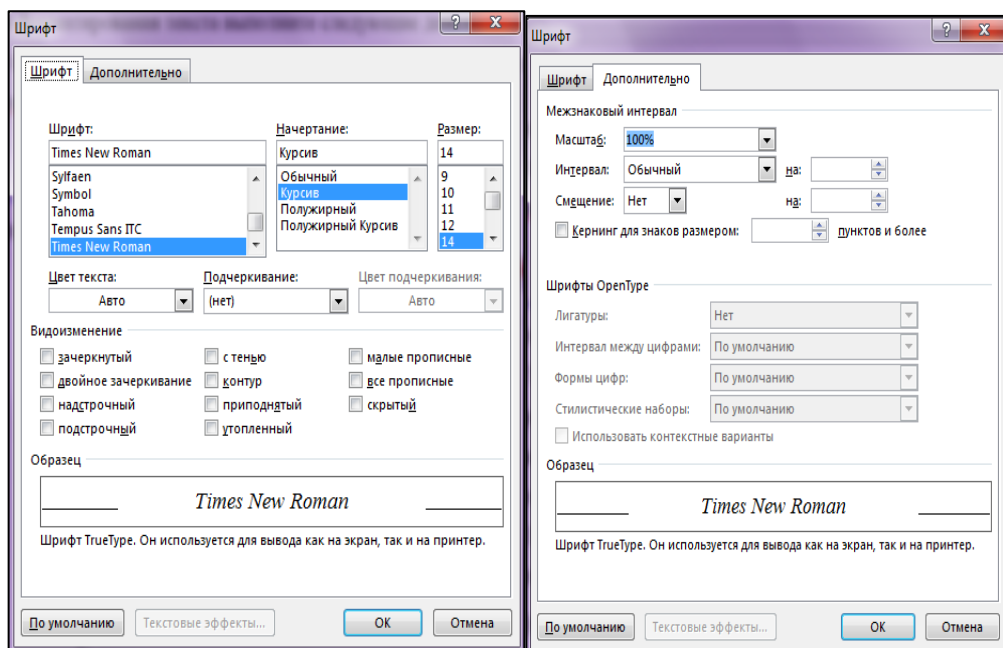 Шрифт
Шрифт Дополнительно
Шрифт: Начертание: Размер:
Times New Roman Курсив 14
Sylfaen Обычный 9
Symbol Курсив 10
Tahoma Полужирный 11
Tempus Sans ITC Полужирный Курсив 12
Times New Roman 14
Цвет текста: Подчеркивание: Цвет подчеркивания:
Авто (нет) Авто
Видоизменение
зачеркнутый с тенью малые прописные
двойное зачеркивание контур все прописные
надстрочный приподнятый скрытый
подстрочный утопленный
Образец
Times New Roman
Шрифт TrueType. Он используется для вывода как на экран, так и на принтер.
По умолчанию Текстовые эффекты... ОК Отмена
Шрифт
Шрифт Дополнительно
Межзнаковый интервал
Масштаб: 100%
Интервал: Обычный на:
Смещение: Нет на:
Кернинг для знаков размером: пунктов и более
Шрифты OpenType
Лигатуры: Нет
Интервал между цифрами: По умолчанию
Формы цифр: По умолчанию
Стилистические наборы: По умолчанию
Использовать контекстные варианты
Образец
Times New Roman
Шрифт TrueType. Он используется для вывода как на экран, так и на принтер.
По умолчанию Текстовые эффекты... ОК Отмена